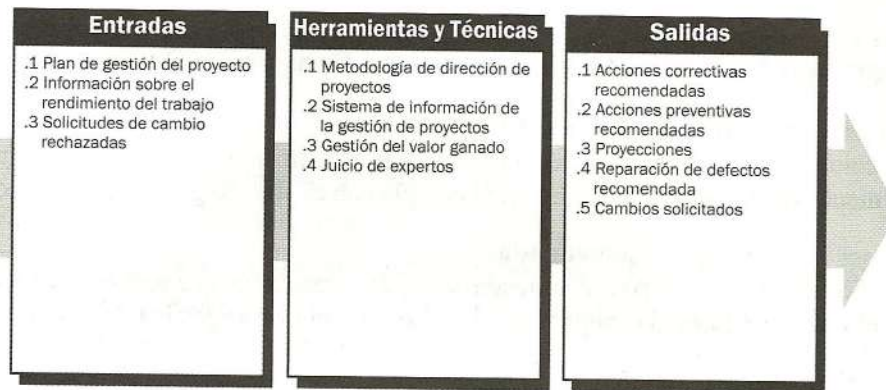 Entradas
.1 Plan de gestión del proyecto
.2 Información sobre el
rendimiento del trabajo
.3 Solicitudes de cambio
rechazadas
Herramientas y Técnicas
.1 Metodología de dirección de
proyectos
.2 Sistema de información de
la gestión de proyectos
.3 Gestión del valor ganado
.4 Juicio de expertos
Salidas
.1 Acciones correctivas
recomendadas
.2 Acciones preventivas
recomendadas
.3 Proyecciones
.4 Reparación de defectos
recomendada
.5 Cambios solicitados